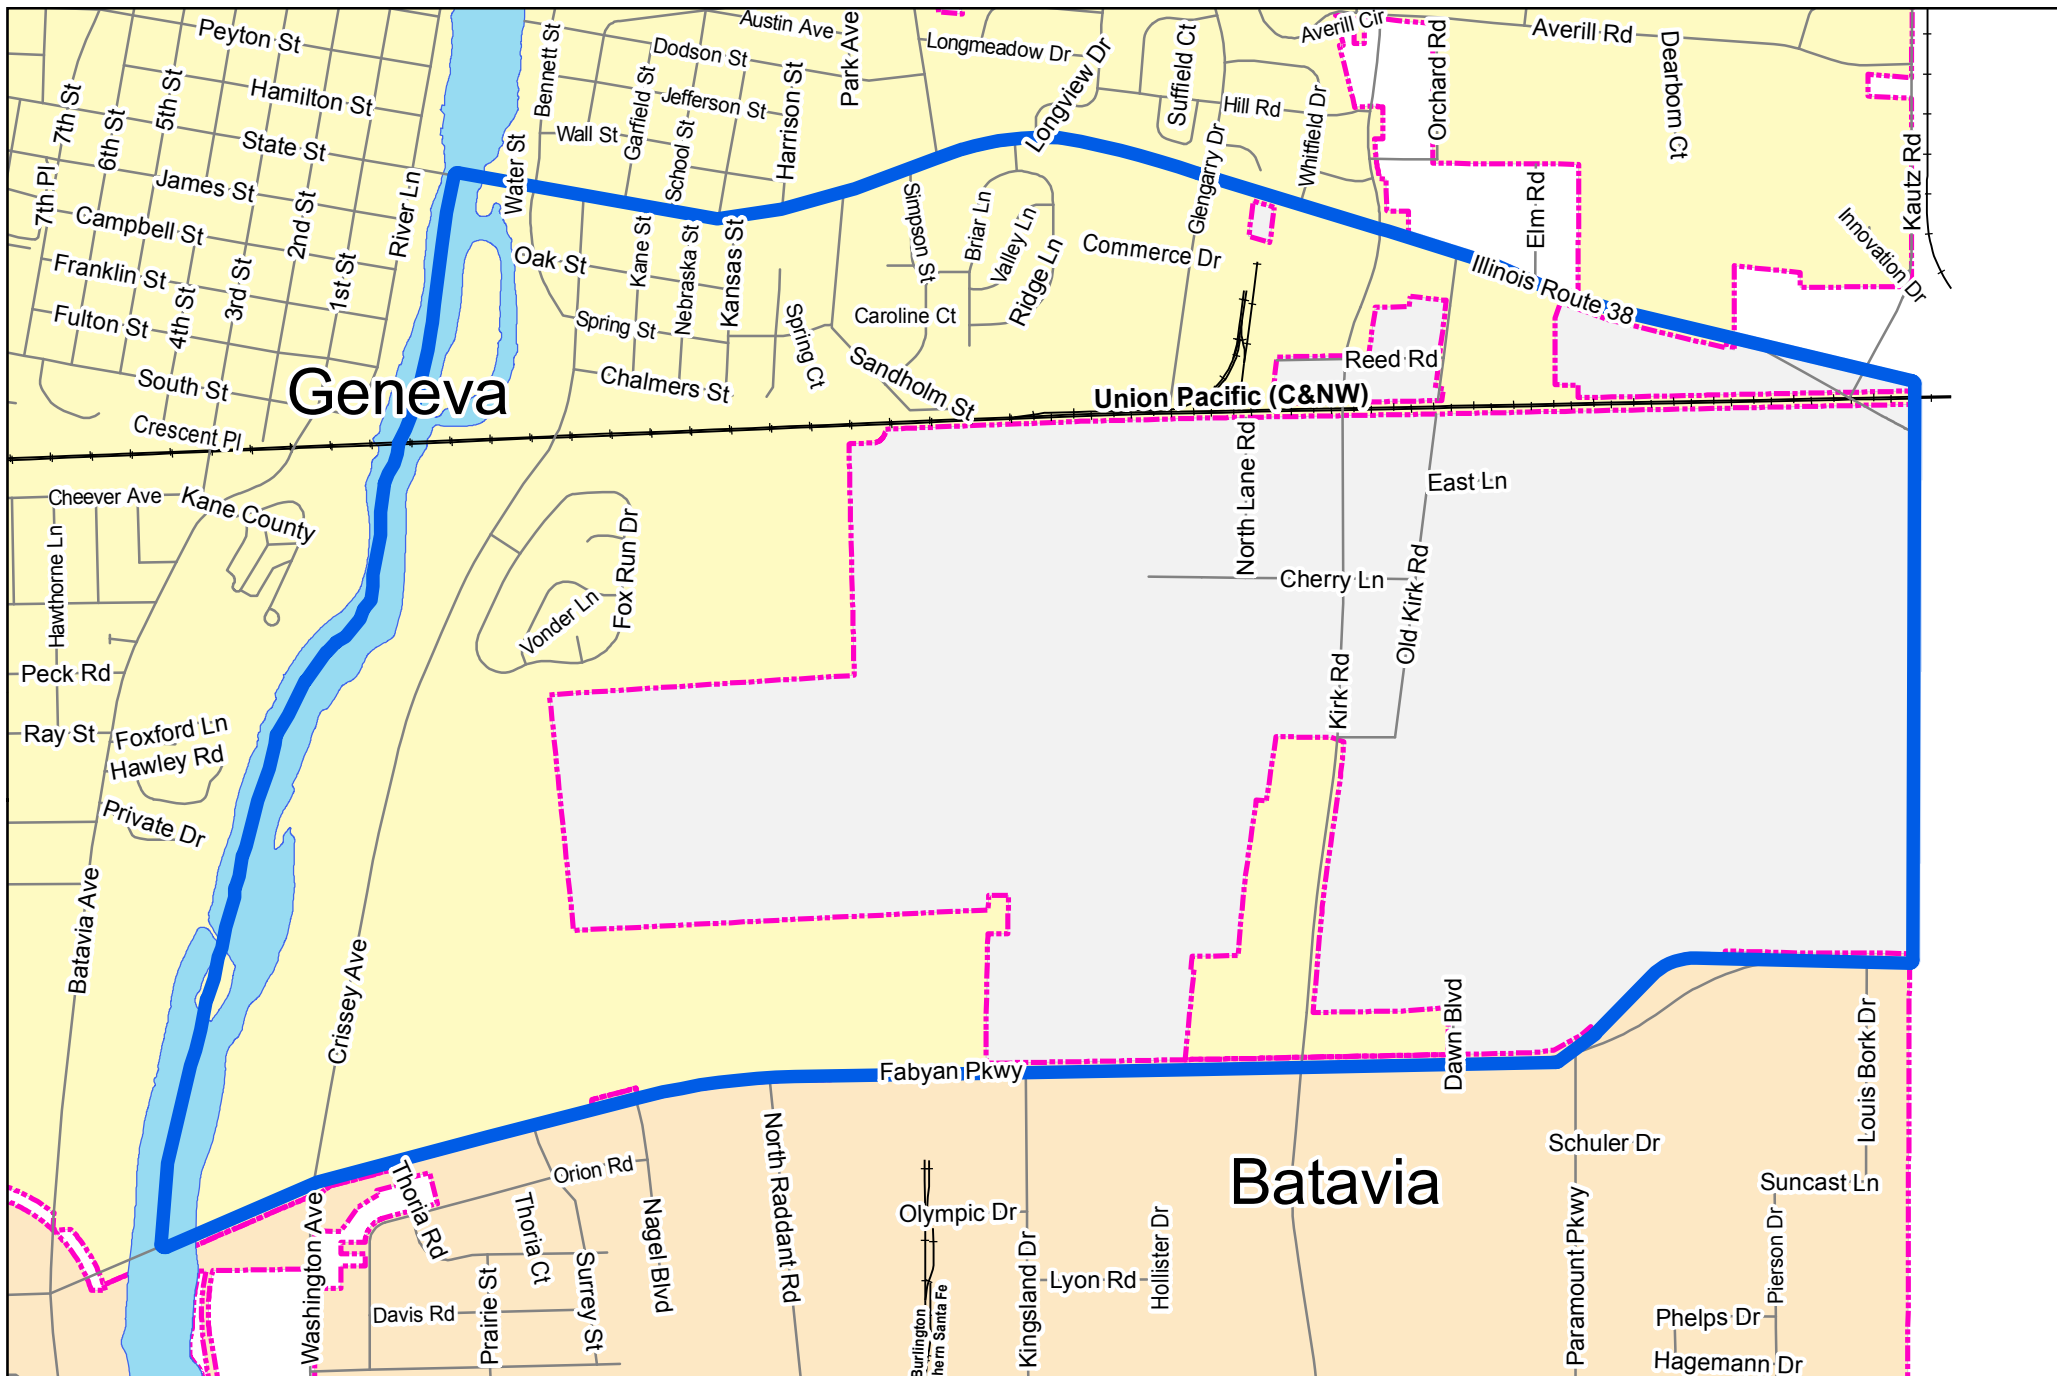 Peyton St
Austin Ave
Park Ave
Averill Cir
Averill Rd
Bennett St
Dodson St
Longmeadow Dr
Longview Dr
Suffield Ct
Orchard Rd
Dearborn Ct
7th St
6th St
5th St
Hamilton St
Garfield St
Jefferson St
Harrison St
Hill Rd
Whitfield Dr
Kautz Rd
State St
Wall St
School St
Water St
7th Pl
James St
2nd St
River Ln
Simpson St
Briar Ln
Valley Ln
Ridge Ln
Glengarry Dr
Elm Rd
Innovation Dr
Campbell St
Oak St
Kane St
Nebraska St
Kansas St
Commerce Dr
Illinois Route 38
Franklin St
3rd St
1st St
4th St
Fulton St
Spring St
Spring Ct
Caroline Ct
Sandholm St
Reed Rd
South St
Geneva
Chalmers St
Union Pacific (C&NW)
Crescent Pl
North Lane Rd
East Ln
Cheever Ave
Kane County
Hawthorne Ln
Fox Run Dr
Vonder Ln
Cherry Ln
Old Kirk Rd
Kirk Rd
Peck Rd
Ray St
Foxford Ln
Hawley Rd
Private Dr
Batavia Ave
Crissey Ave
Dawn Blvd
Louis Bork Dr
Fabyan Pkwy
Schuler Dr
Suncast Ln
Thoria Rd
Orion Rd
North Raddant Rd
Batavia
Washington Ave
Thoria Ct
Nagel Blvd
Olympic Dr
Kingsland Dr
Hollister Dr
Paramount Pkwy
Pierson Dr
Surrey St
Lyon Rd
Davis Rd
Prairie St
Burlington
hern Santa Fe
Phelps Dr
Hagemann Dr